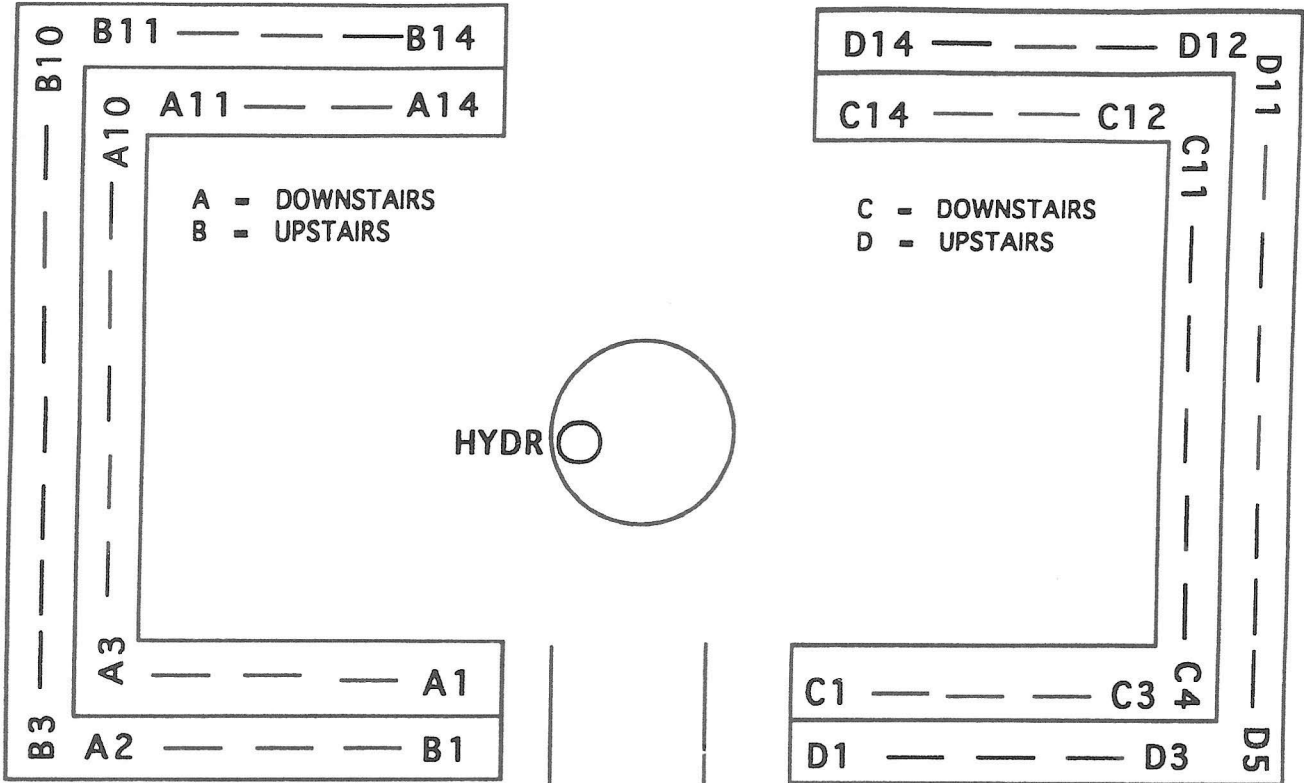 B11 — — — B14
B10
A11 — — A14
A10
A = DOWNSTAIRS
B = UPSTAIRS
A3
A1
B3
A2 — — — B1
HYDR
D14 — — — D12
D11
C14 — — C12
C11
C = DOWNSTAIRS
D = UPSTAIRS
C1 — — — C3
C4
D1 — — — D3
D5